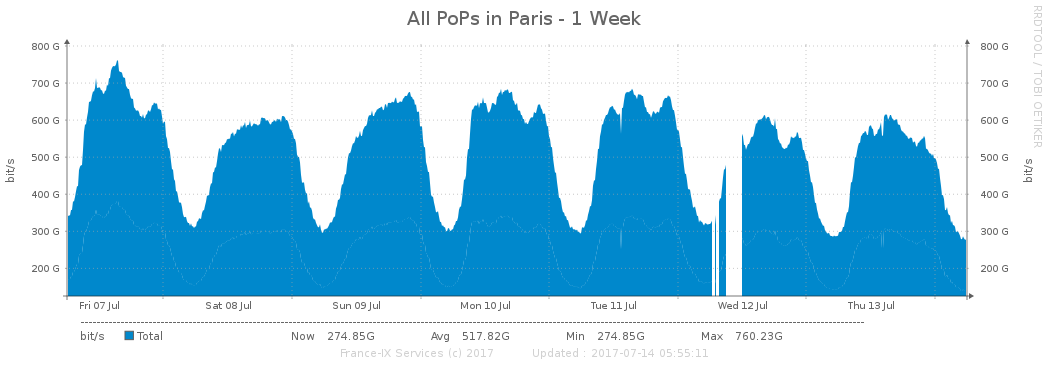 All PoPs in Paris - 1 Week
RRDTOOL / TOBI OETIKER
bit/s
800 G
700 G
600 G
500 G
400 G
300 G
200 G
800 G
700 G
600 G
500 G
400 G
300 G
200 G
bit/s
Fri 07 Jul Sat 08 Jul Sun 09 Jul Mon 10 Jul Tue 11 Jul Wed 12 Jul Thu 13 Jul
bit/s Total Now 274.85G Avg 517.82G Min 274.85G Max 760.23G
France-IX Services (c) 2017 Updated : 2017-07-14 05:55:11